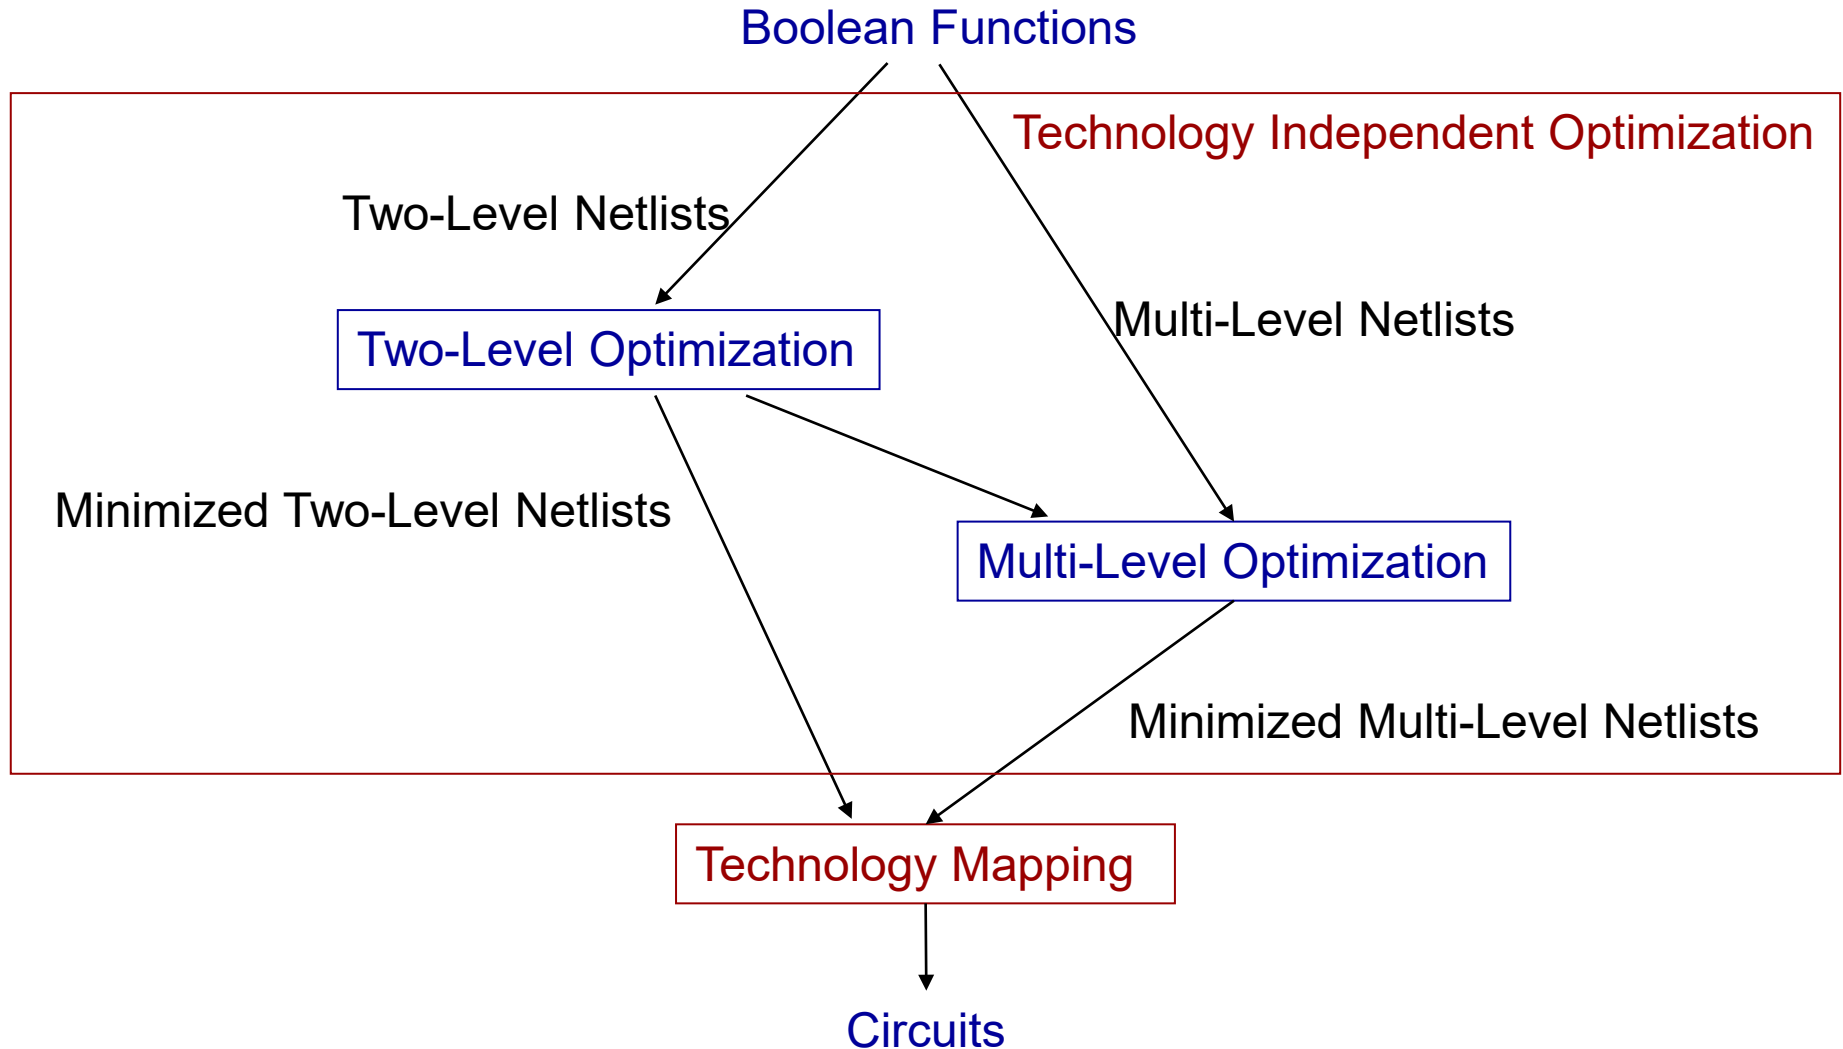 Boolean Functions
Technology Independent Optimization
Two-Level Netlists
Multi-Level Netlists
Two-Level Optimization
Minimized Two-Level Netlists
Multi-Level Optimization
Minimized Multi-Level Netlists
Technology Mapping
Circuits